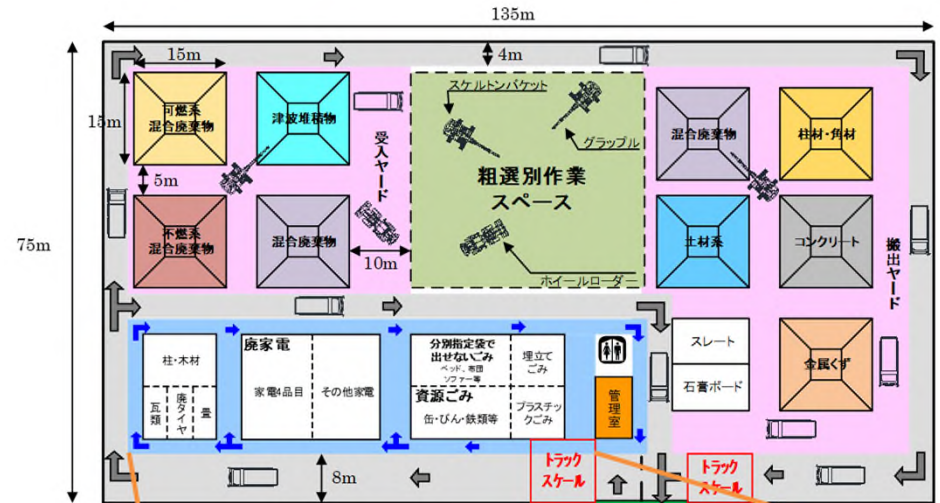 135m
4m
15m
15m
5m
75m
10m
8m
可燃系
混合廃棄物
津波堆積物
不燃系
混合廃棄物
混合廃棄物
受入ヤード
スケルトンバケット
グラップル
粗選別作業
スペース
ホイールローダー
混合廃棄物
柱材・角材
土材系
コンクリート
搬出ヤード
スレート
石膏ボード
金属くず
柱・木材
瓦類
廃タイヤ
畳
廃家電
家電4品目
その他家電
分別指定袋で
出せないごみ
ベッド、布団
ソファー等
資源ごみ
缶・びん・鉄類等
埋立て
ごみ
プラスチッ
クごみ
管理室
トラック
スケール
トラック
スケール